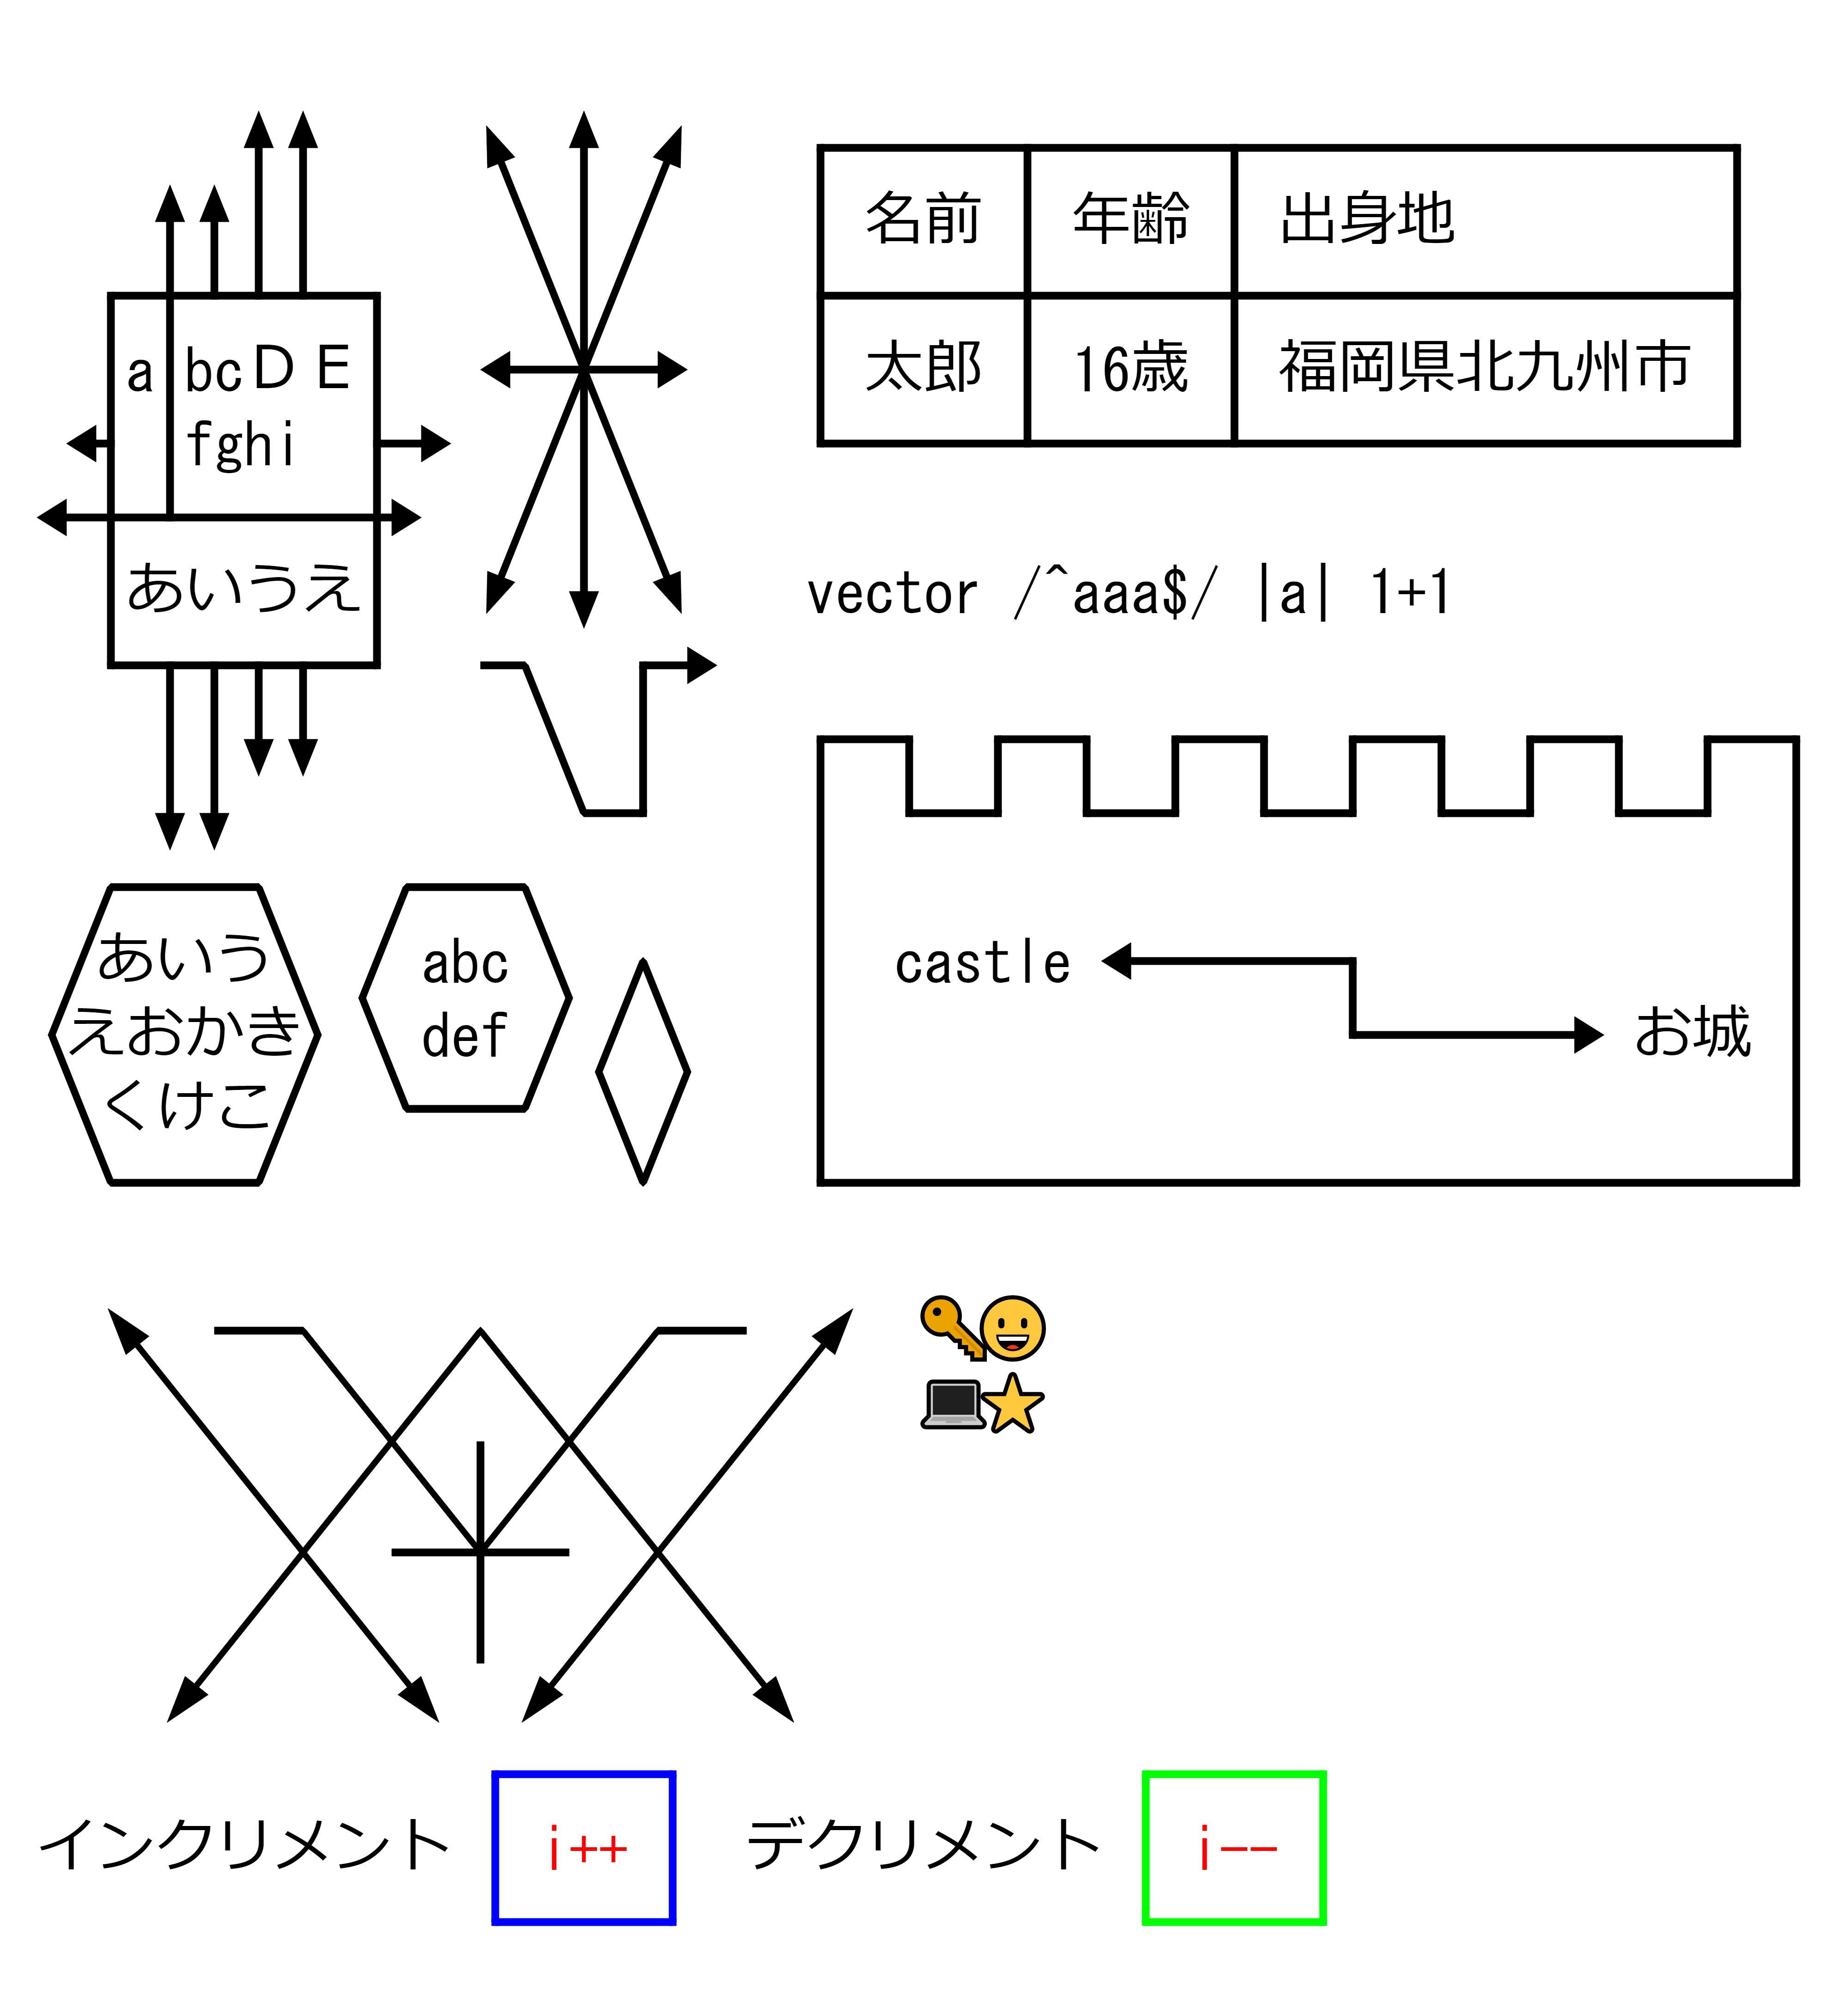 名前 年齢 出身地
太郎 16歳 福岡県北九州市
a bcＤＥ
fghi
あいうえ
vector /^aaa$/ |a| 1+1
あいう
えおかき
くけこ
abc
def
castle
お城
🔑😀
💻⭐
インクリメント i++ デクリメント i--